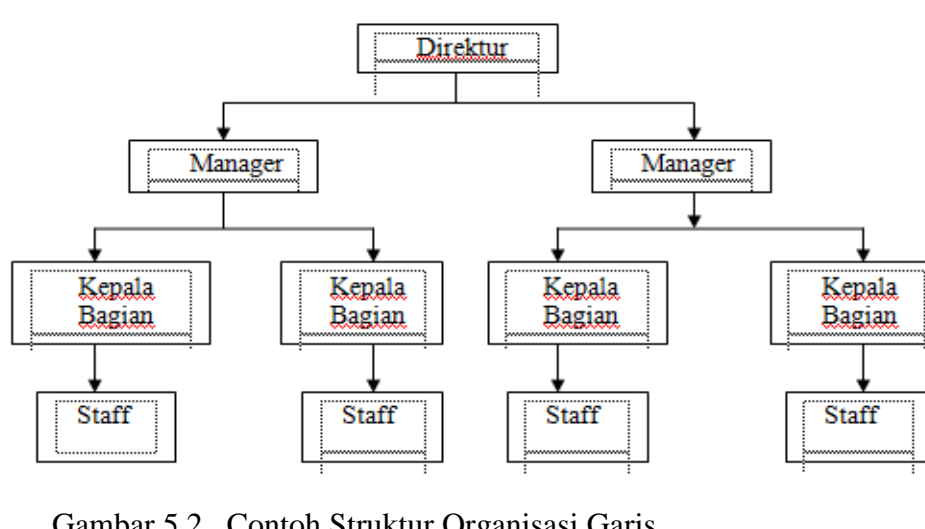 Direktur
Manager
Manager
Kepala
Bagian
Kepala
Bagian
Kepala
Bagian
Kepala
Bagian
Staff
Staff
Staff
Staff
Gambar 5.2 Contoh Struktur Organisasi Garis